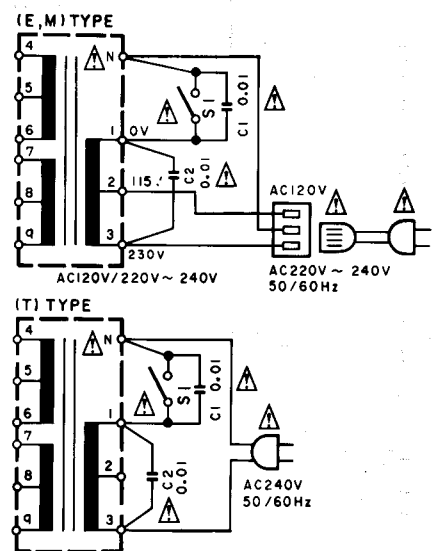 (E,M) TYPE
4
5
6
7
8
9
N
1
0V
2
115V
3
230V
S1
C1 0.01
C2 0.01
AC120V
AC220V ~ 240V
50/60Hz
AC120V/220V ~ 240V
(T) TYPE
4
5
6
7
8
9
N
1
2
3
S1
C1 0.01
C2 0.01
AC240V
50/60Hz